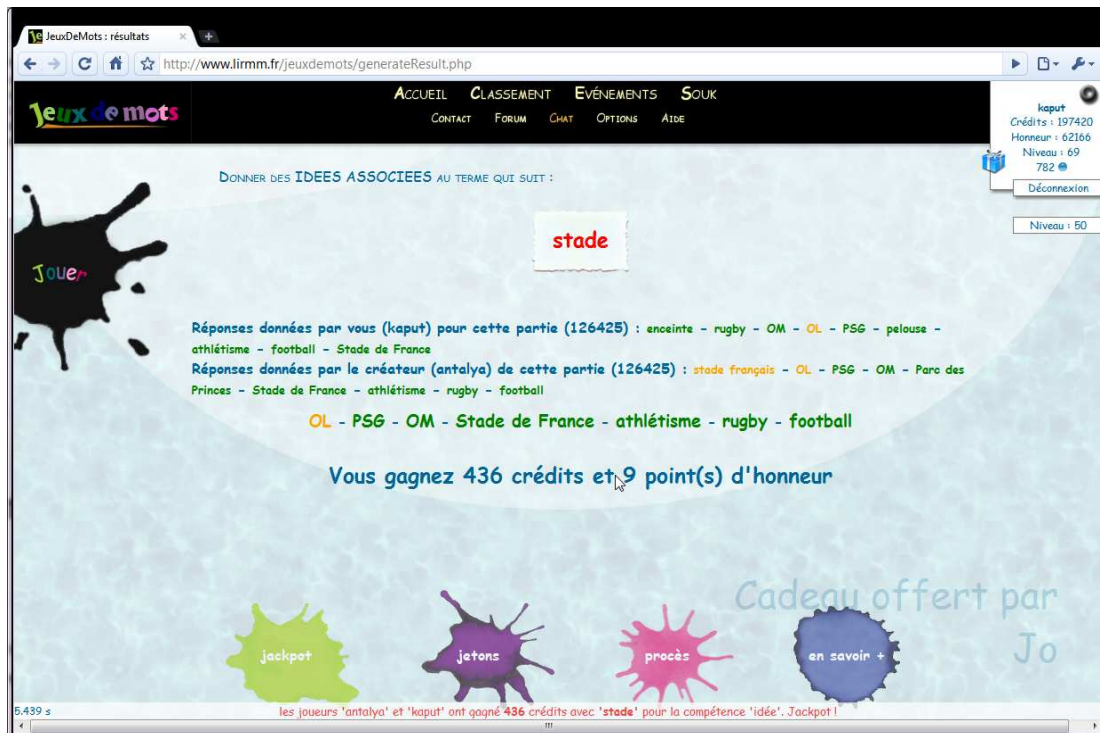 JeuxDeMots : résultats
http://www.lirmm.fr/jeuxdemots/generateResult.php
Jeux de mots
ACCUEIL CLASSEMENT EVÉNEMENTS SOUK
CONTACT FORUM CHAT OPTIONS AIDE
kaput
Crédits : 197420
Honneur : 62166
Niveau : 69
782
Déconnexion
Niveau : 50
DONNER DES IDEES ASSOCIEES AU TERME QUI SUIT :
stade
Jouer
Réponses données par vous (kaput) pour cette partie (126425) : enceinte - rugby - OM - OL - PSG - pelouse -
athlétisme - football - Stade de France
Réponses données par le créateur (antalya) de cette partie (126425) : stade français - OL - PSG - OM - Parc des
Princes - Stade de France - athlétisme - rugby - football
OL - PSG - OM - Stade de France - athlétisme - rugby - football
Vous gagnez 436 crédits et 9 point(s) d'honneur
Cadeau offert par
Jo
jackpot jetons procès en savoir +
5.439 s
les joueurs 'antalya' et 'kaput' ont gagné 436 crédits avec 'stade' pour la compétence 'idée'. Jackpot !